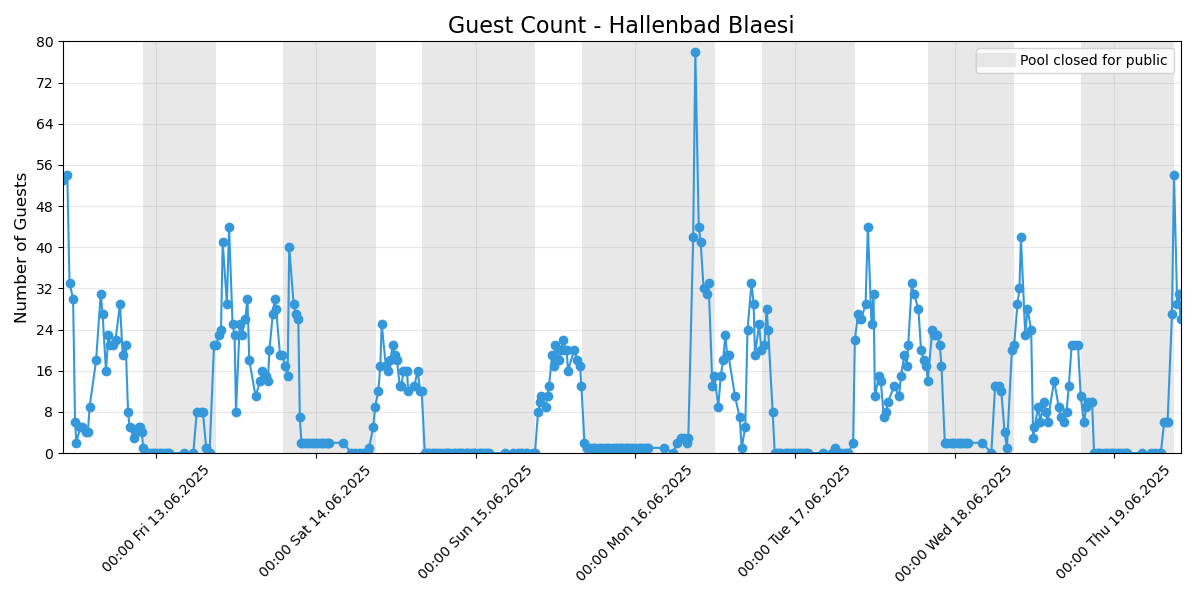 Guest Count - Hallenbad Blaesi
Pool closed for public
Number of Guests
80
72
64
56
48
40
32
24
16
8
0
00:00 Fri 13.06.2025
00:00 Sat 14.06.2025
00:00 Sun 15.06.2025
00:00 Mon 16.06.2025
00:00 Tue 17.06.2025
00:00 Wed 18.06.2025
00:00 Thu 19.06.2025